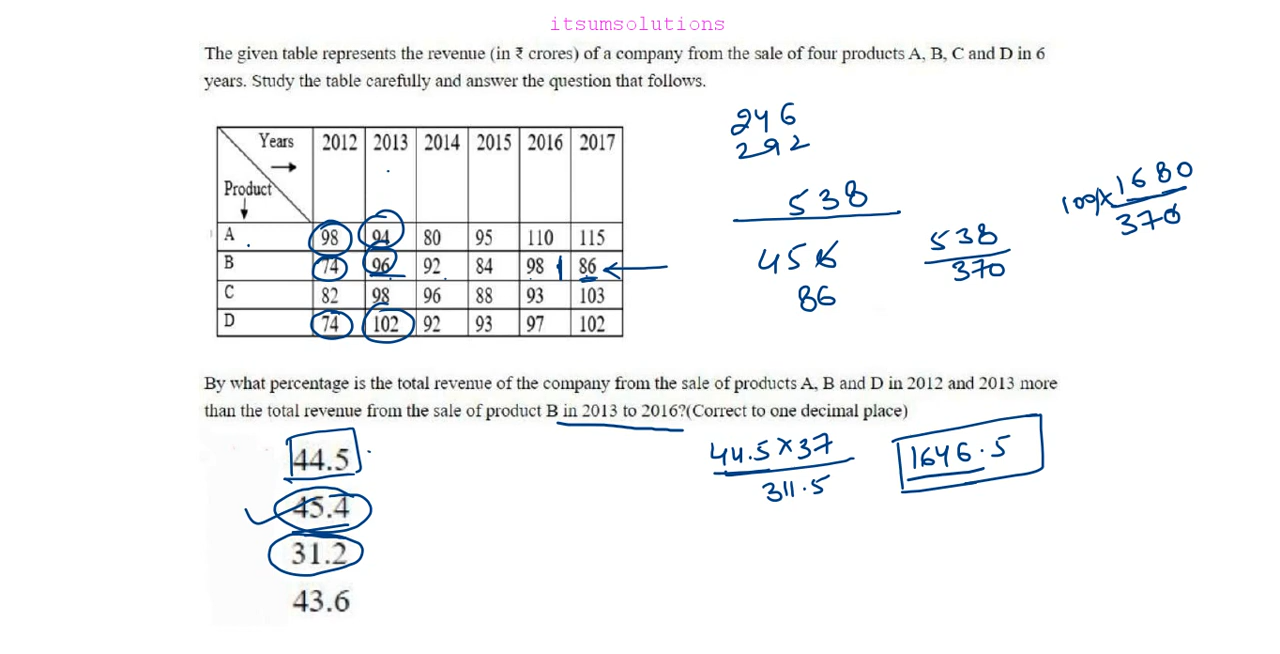 itsumsolutions
The given table represents the revenue (in ₹ crores) of a company from the sale of four products A, B, C and D in 6
years. Study the table carefully and answer the question that follows.
Years 2012 2013 2014 2015 2016 2017
Product
A 98 94 80 95 110 115
B 74 96 92 84 98 86
C 82 98 96 88 93 103
D 74 102 92 93 97 102
246
292
538
456
86
538
370
100x 1680
370
By what percentage is the total revenue of the company from the sale of products A, B and D in 2012 and 2013 more
than the total revenue from the sale of product B in 2013 to 2016?(Correct to one decimal place)
44.5
45.4
31.2
43.6
44.5x37
311.5
1646.5